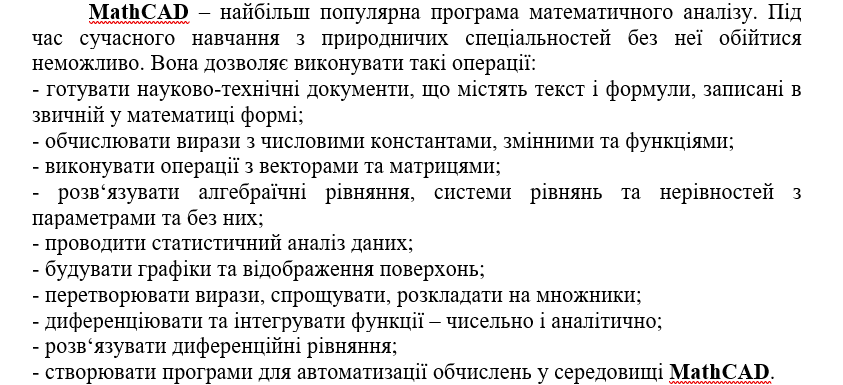 MathCAD – найбільш популярна програма математичного аналізу. Під
час сучасного навчання з природничих спеціальностей без неї обійтися
неможливо. Вона дозволяє виконувати такі операції:
- готувати науково-технічні документи, що містять текст і формули, записані в
звичній у математиці формі;
- обчислювати вирази з числовими константами, змінними та функціями;
- виконувати операції з векторами та матрицями;
- розв‘язувати алгебраїчні рівняння, системи рівнянь та нерівностей з
параметрами та без них;
- проводити статистичний аналіз даних;
- будувати графіки та відображення поверхонь;
- перетворювати вирази, спрощувати, розкладати на множники;
- диференціювати та інтегрувати функції – чисельно і аналітично;
- розв‘язувати диференційні рівняння;
- створювати програми для автоматизації обчислень у середовищі MathCAD.